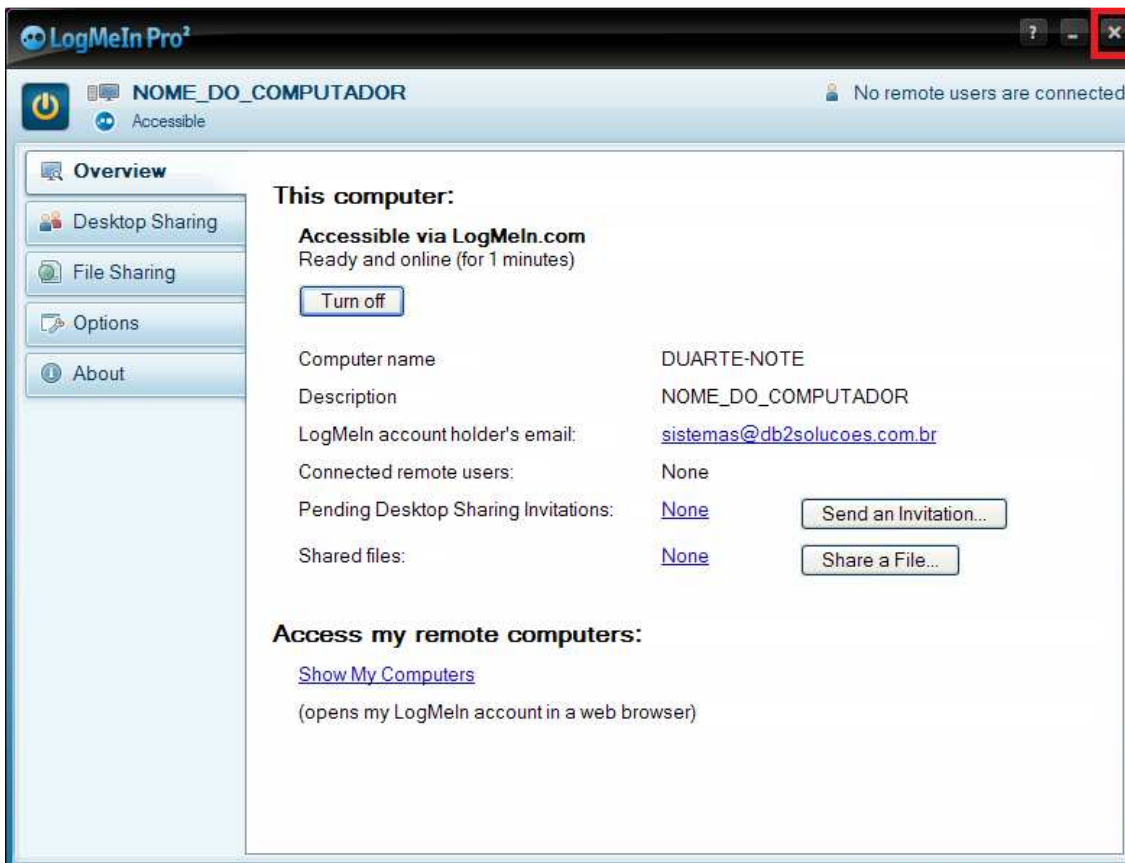 LogMeIn Pro²
NOME_DO_COMPUTADOR
Accessible
No remote users are connected
Overview
Desktop Sharing
File Sharing
Options
About
This computer:
Accessible via LogMeIn.com
Ready and online (for 1 minutes)
Turn off
Computer name DUARTE-NOTE
Description NOME_DO_COMPUTADOR
LogMeIn account holder's email: sistemas@db2solucoes.com.br
Connected remote users: None
Pending Desktop Sharing Invitations: None Send an Invitation...
Shared files: None Share a File...
Access my remote computers:
Show My Computers
(opens my LogMeIn account in a web browser)